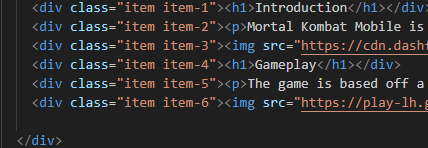 <div class="item item-1"><h1>Introduction</h1></div>
<div class="item item-2"><p>Mortal Kombat Mobile is
<div class="item item-3"><img src="https://cdn.dashf
<div class="item item-4"><h1>Gameplay</h1></div>
<div class="item item-5"><p>The game is based off a
<div class="item item-6"><img src="https://play-lh.g
</div>